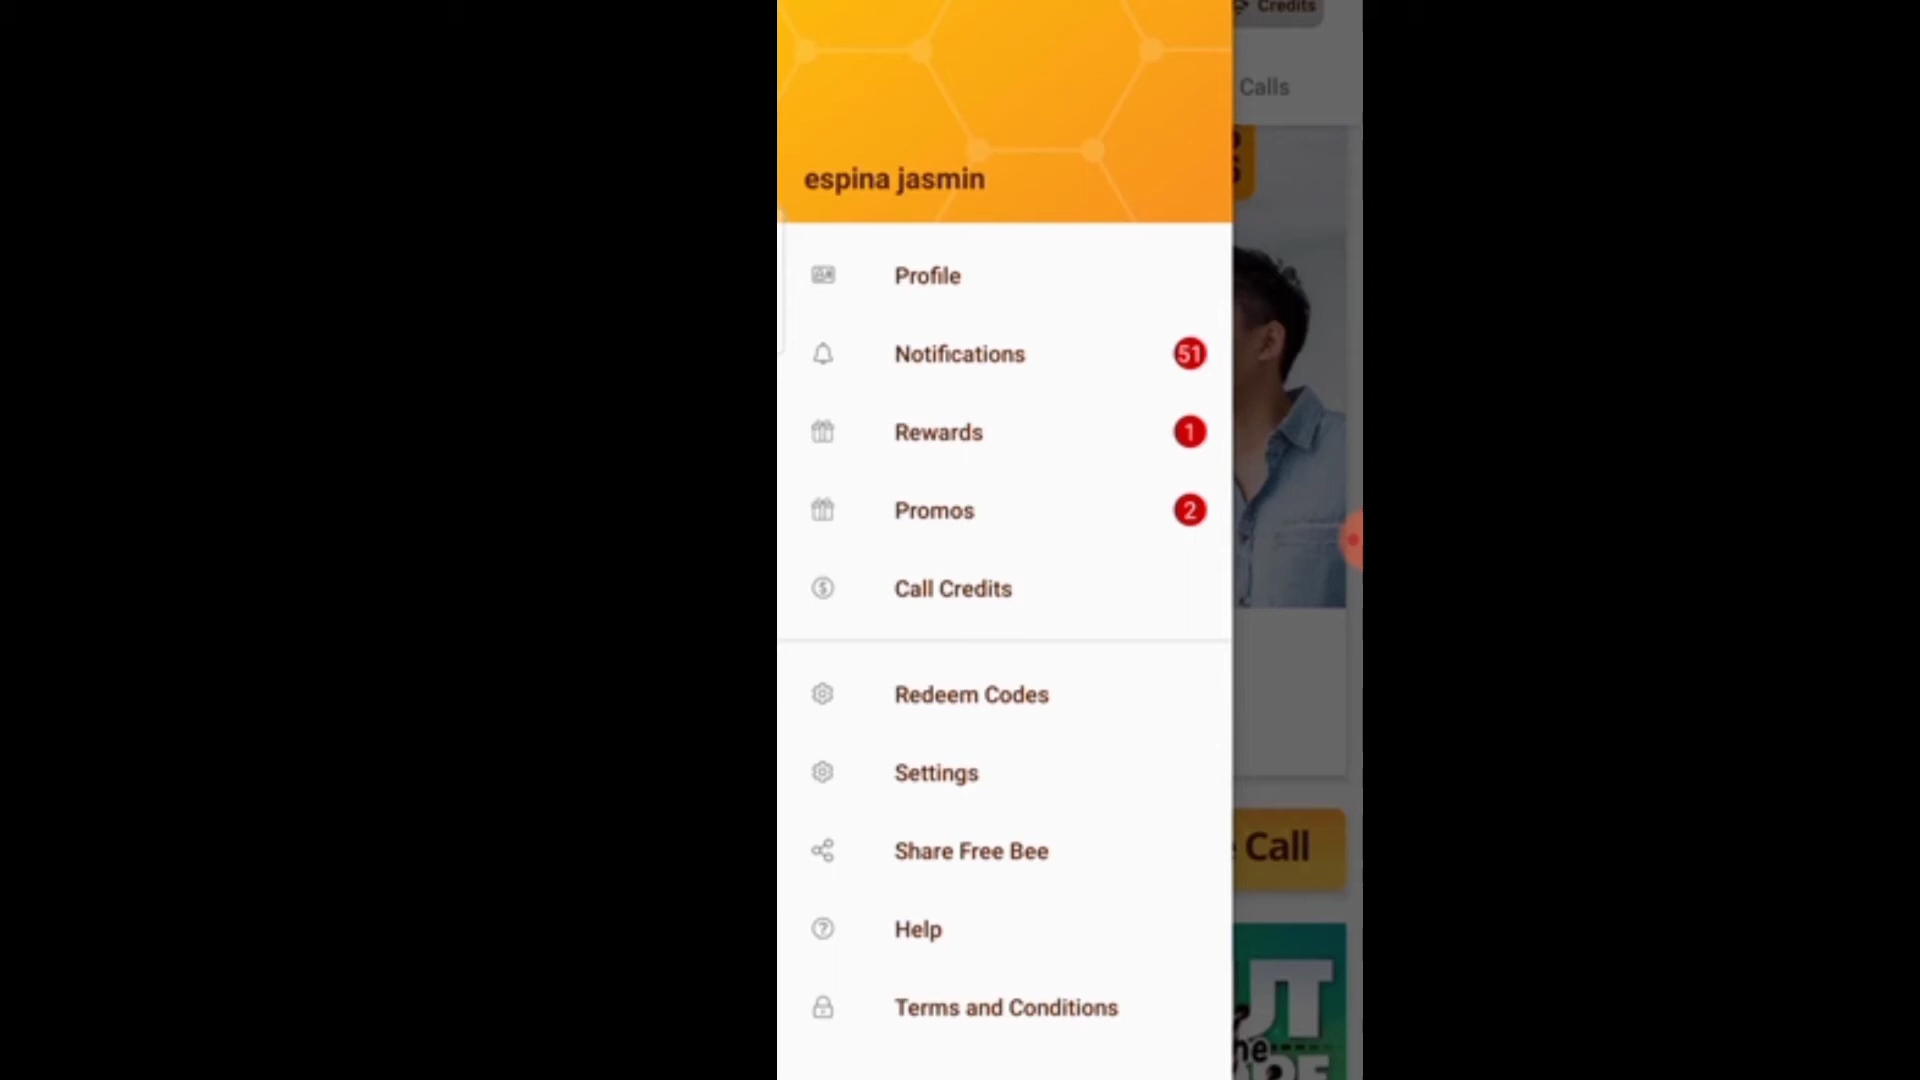 Credits
Calls
espina jasmin
Profile
Notifications 51
Rewards 1
Promos 2
Call Credits
Redeem Codes
Settings
Share Free Bee
Call
Help
Terms and Conditions